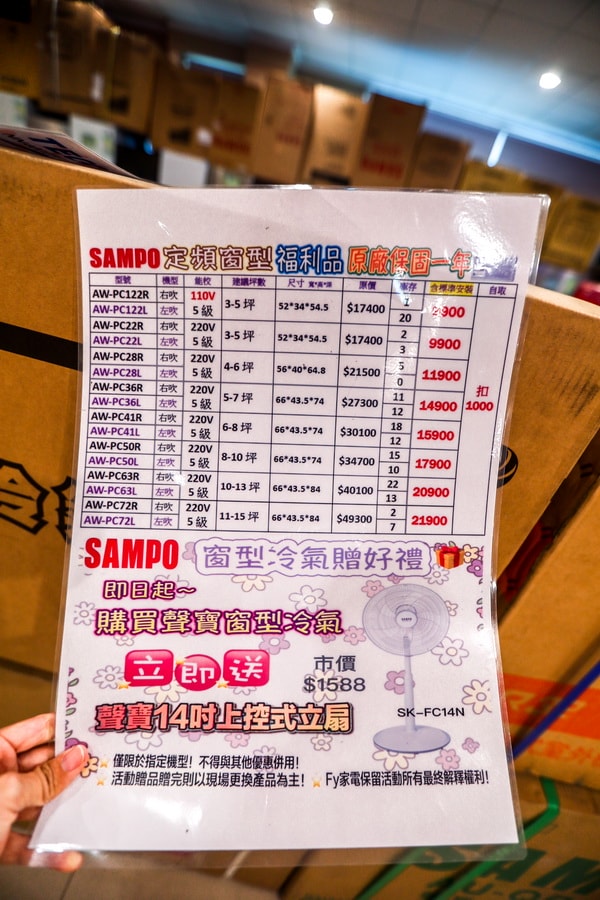 SAMPO 定頻窗型 福利品 原廠保固一年
型號 機型 能校 建議坪數 尺寸 寬*高*深 原價 庫存 含標準安裝 自取
AW-PC122R 右吹 110V 3-5 坪 52*34*54.5 $17400 1 900 扣1000
AW-PC122L 左吹 5 級 20
AW-PC22R 右吹 220V 3-5 坪 52*34*54.5 $17400 2 9900
AW-PC22L 左吹 5 級 3
AW-PC28R 右吹 220V 4-6 坪 56*40*64.8 $21500 5 11900
AW-PC28L 左吹 5 級 0
AW-PC36R 右吹 220V 5-7 坪 66*43.5*74 $27300 11 14900
AW-PC36L 左吹 5 級 12
AW-PC41R 右吹 220V 6-8 坪 66*43.5*74 $30100 18 15900
AW-PC41L 左吹 5 級 12
AW-PC50R 右吹 220V 8-10 坪 66*43.5*74 $34700 15 17900
AW-PC50L 左吹 5 級 10
AW-PC63R 右吹 220V 10-13 坪 66*43.5*84 $40100 22 20900
AW-PC63L 左吹 5 級 13
AW-PC72R 右吹 220V 11-15 坪 66*43.5*84 $49300 2 21900
AW-PC72L 左吹 5 級 7
SAMPO 窗型冷氣贈好禮
即日起~
購買聲寶窗型冷氣
立即送
市價
$1588
聲寶14吋上控式立扇
SK-FC14N
僅限於指定機型! 不得與其他優惠併用!
活動贈品贈完則以現場更換產品為主! Fy家電保留活動所有最終解釋權利!